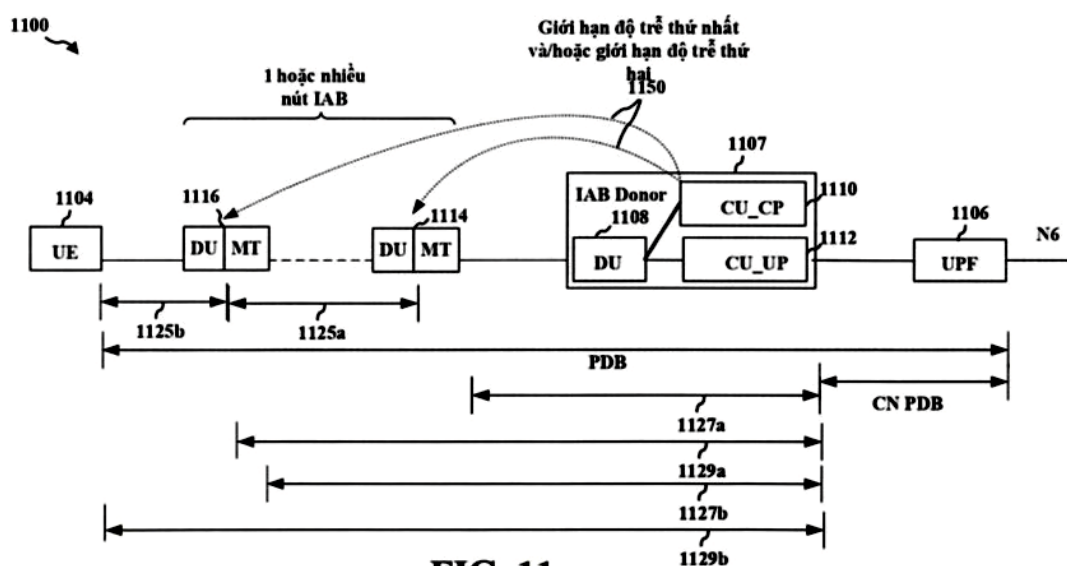 1100
Giới hạn độ trễ thứ nhất
và/hoặc giới hạn độ trễ thứ
hai
1150
1 hoặc nhiều
nút IAB
1107
1104
1116
1114
IAB Donor
1108
CU_CP
1110
1106
1112
N6
UE
DU
MT
DU
MT
DU
CU_UP
UPF
1125b
1125a
PDB
CN PDB
1127a
1129a
1127b
1129b